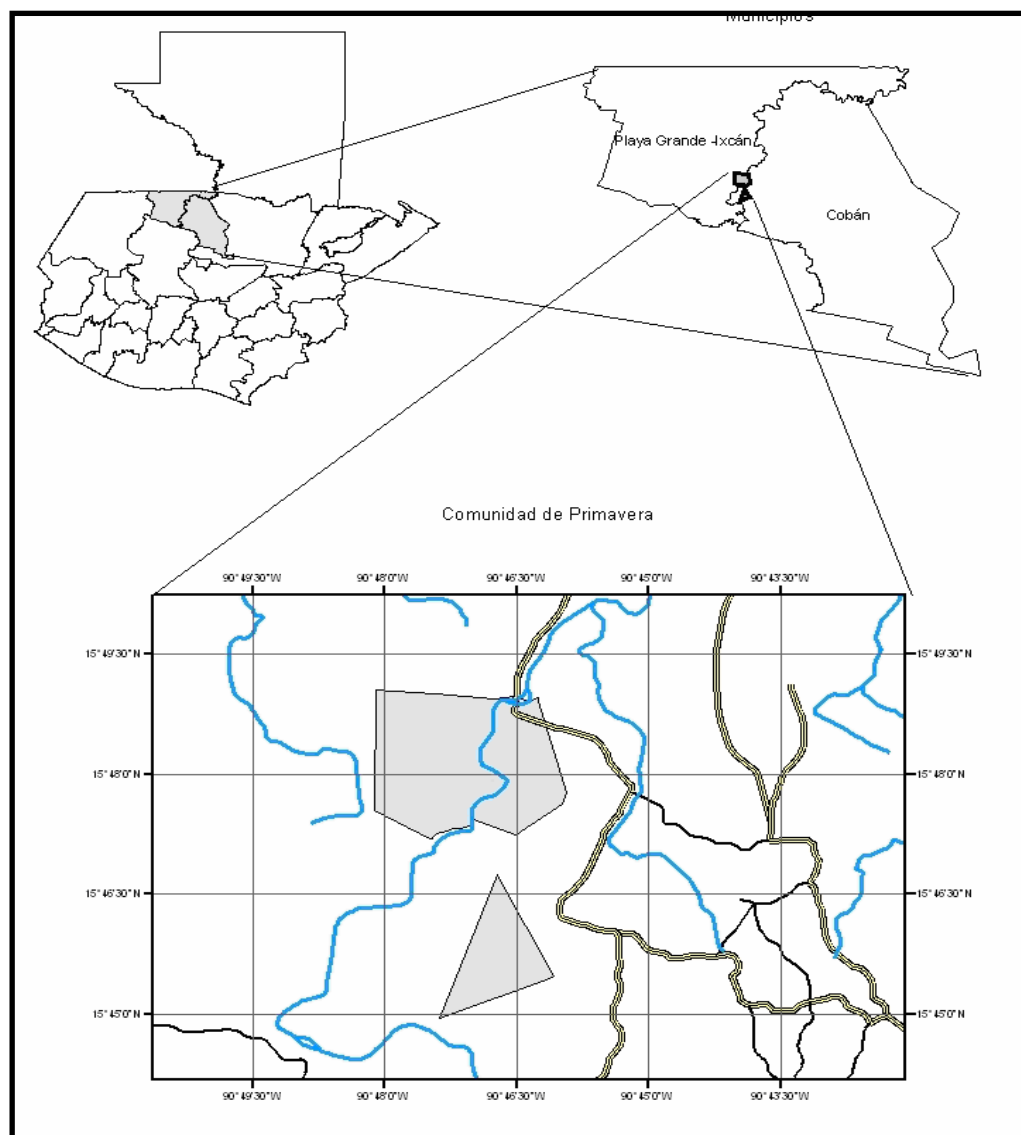 Municipios
Playa Grande -Ixcán
Cobán
Comunidad de Primavera
90°49'30"W 90°48'0"W 90°46'30"W 90°45'0"W 90°43'30"W
15°49'30"N 15°49'30"N
15°48'0"N 15°48'0"N
15°46'30"N 15°46'30"N
15°45'0"N 15°45'0"N
90°49'30"W 90°48'0"W 90°46'30"W 90°45'0"W 90°43'30"W